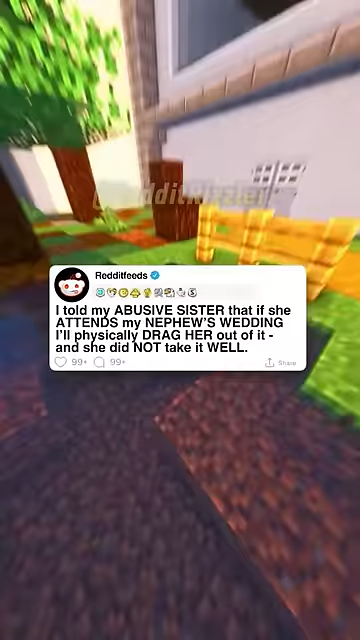 Redditfeeds
I told my ABUSIVE SISTER that if she
ATTENDS my NEPHEW'S WEDDING
I'll physically DRAG HER out of it -
and she did NOT take it WELL.
99+ 99+ Share